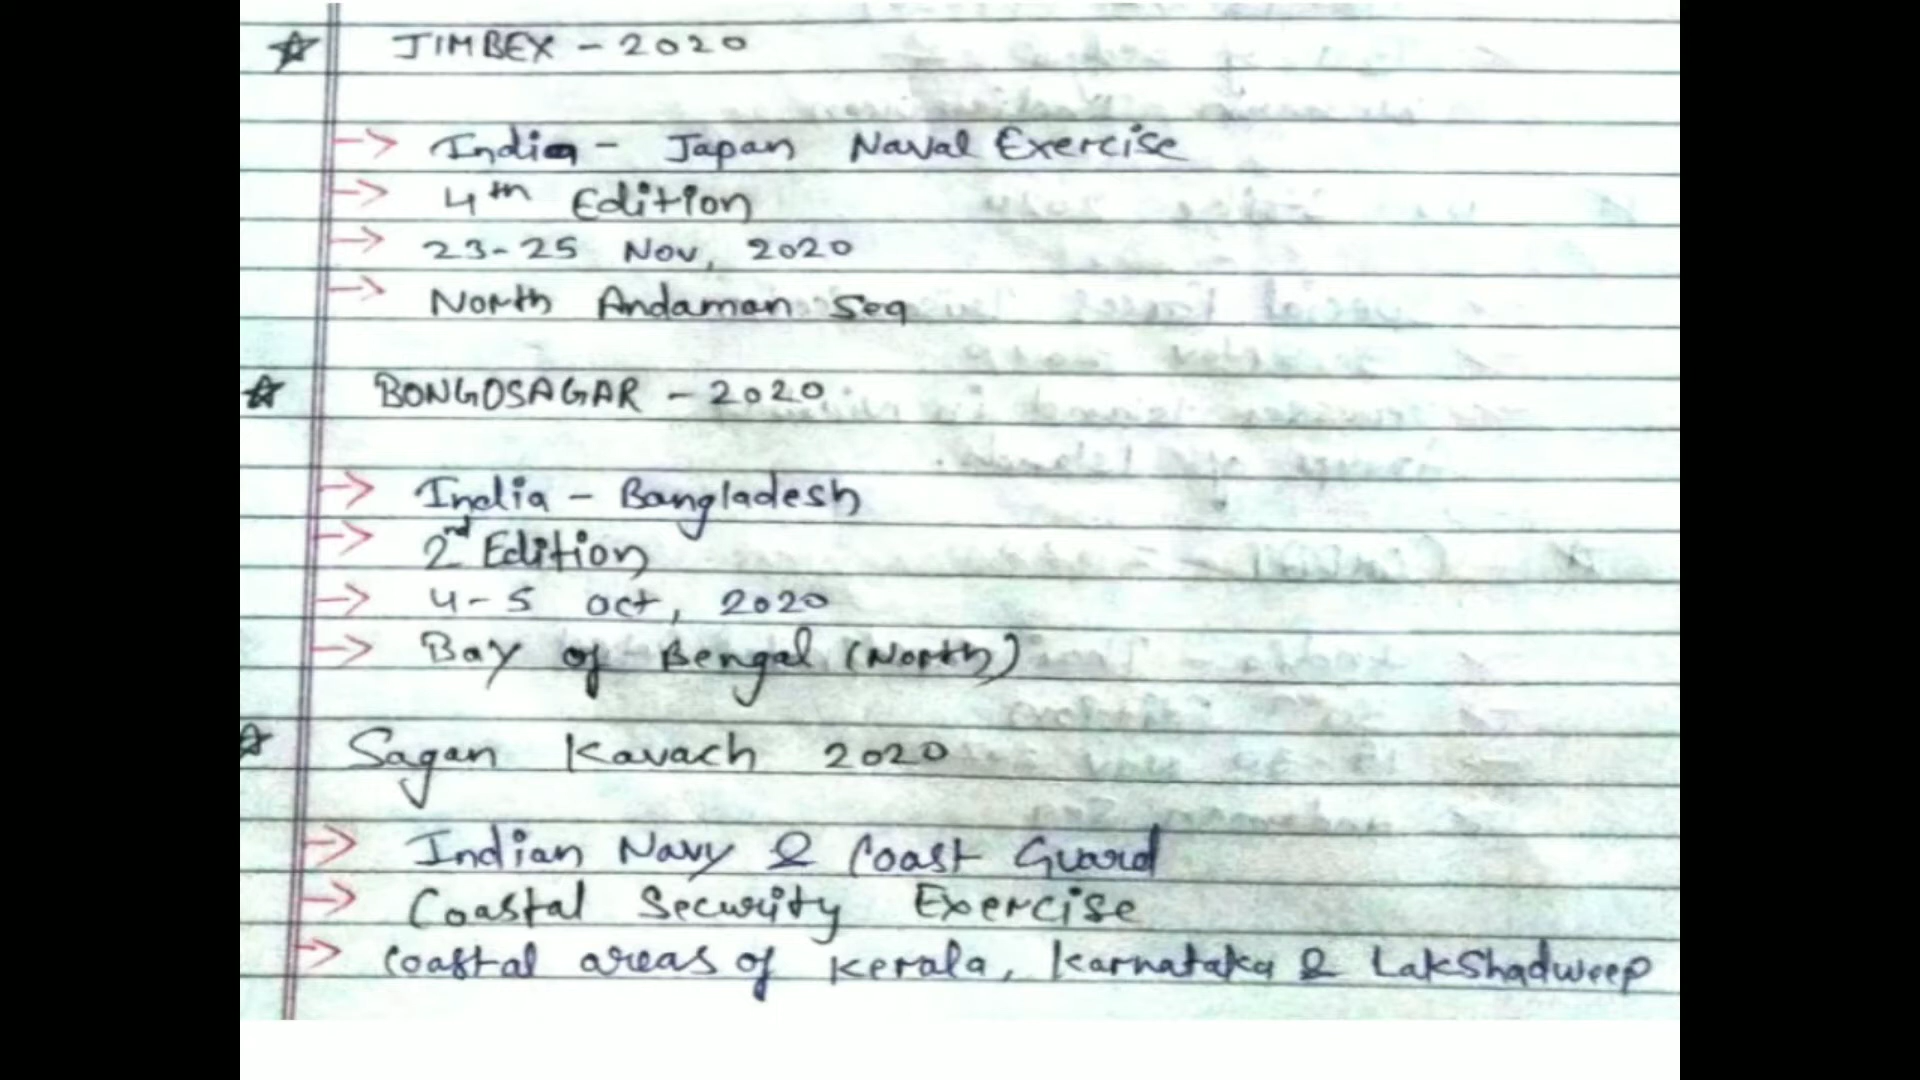 ☆ JIMBEX - 2020
→ India - Japan Naval Exercise
→ 4th Edition
→ 23-25 Nov, 2020
→ North Andaman Sea
☆ BONGOSAGAR - 2020
→ India - Bangladesh
→ 2nd Edition
→ 4-5 Oct, 2020
→ Bay of Bengal (North)
☆ Sagar Kavach 2020
→ Indian Navy & Coast Guard
→ Coastal Security Exercise
→ Coastal areas of Kerala, Karnataka & Lakshadweep